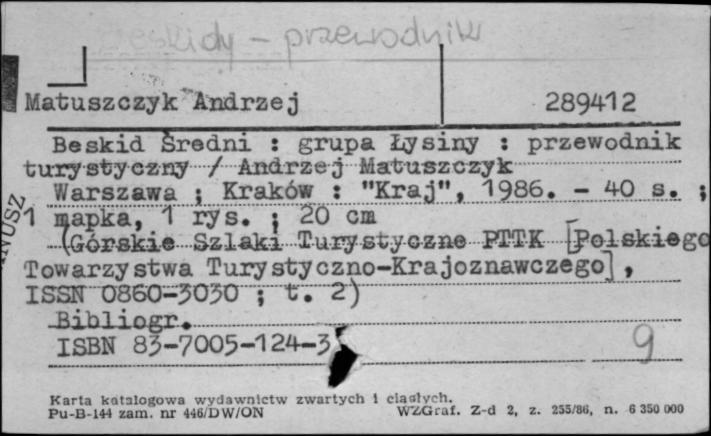 Beskidy - przewodniki
Matuszczyk Andrzej 289412
Beskid Średni : grupa Łysiny : przewodnik
turystyczny / Andrzej Matuszczyk
Warszawa ; Kraków : "Kraj", 1986. - 40 s. ;
1 mapka, 1 rys. ; 20 cm
(Górskie Szlaki Turystyczne PTTK [Polskiego
Towarzystwa Turystyczno-Krajoznawczego],
ISSN 0860-3030 ; t. 2)
Bibliogr.
ISBN 83-7005-124-3
9
Karta katalogowa wydawnictw zwartych i ciągłych.
Pu-B-144 zam. nr 446/DW/ON WZGraf. Z-d 2, z. 255/86, n. 6 350 000